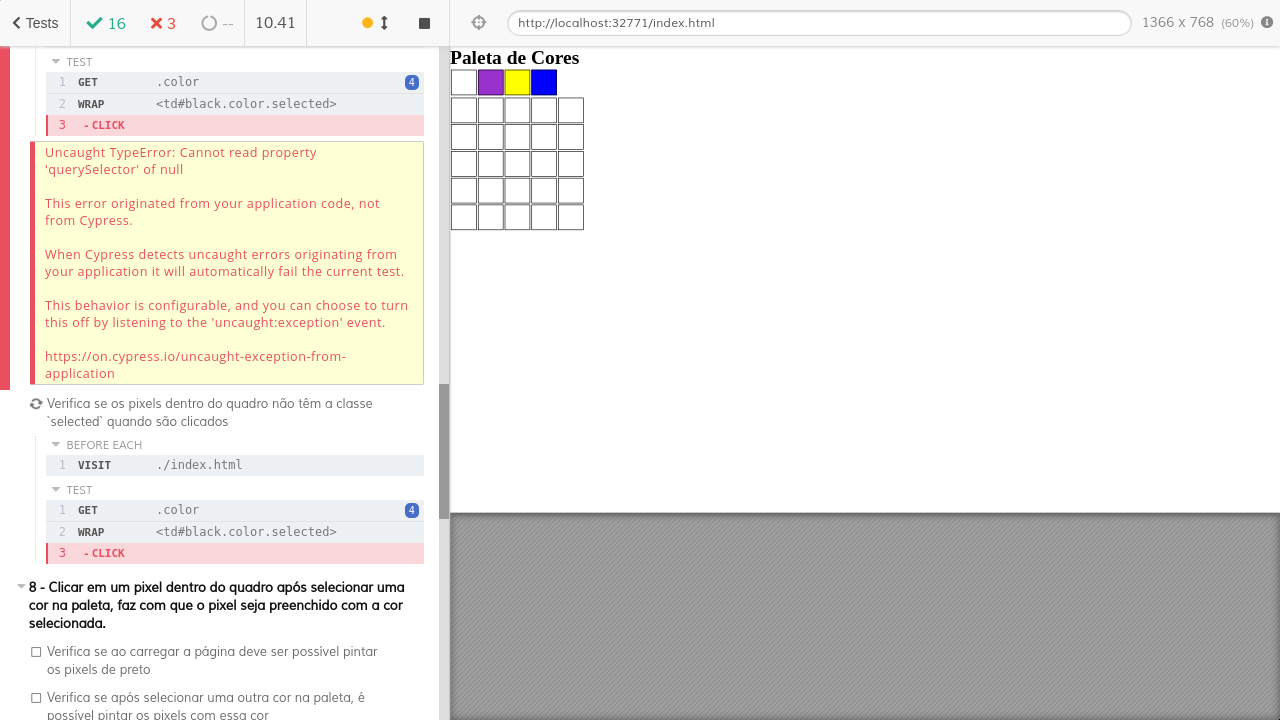 Tests
16
3
--
10.41
http://localhost:32771/index.html
1366 x 768 (60%)
TEST
1 GET .color 4
2 WRAP <td#black.color.selected>
3 -CLICK
Uncaught TypeError: Cannot read property
'querySelector' of null
This error originated from your application code, not
from Cypress.
When Cypress detects uncaught errors originating from
your application it will automatically fail the current test.
This behavior is configurable, and you can choose to turn
this off by listening to the 'uncaught:exception' event.
https://on.cypress.io/uncaught-exception-from-
application
Verifica se os pixels dentro do quadro não têm a classe
`selected` quando são clicados
BEFORE EACH
1 VISIT ./index.html
TEST
1 GET .color 4
2 WRAP <td#black.color.selected>
3 -CLICK
8 - Clicar em um pixel dentro do quadro após selecionar uma
cor na paleta, faz com que o pixel seja preenchido com a cor
selecionada.
Verifica se ao carregar a página deve ser possível pintar
os pixels de preto
Verifica se após selecionar uma outra cor na paleta, é
possível pintar os pixels com essa cor
Paleta de Cores